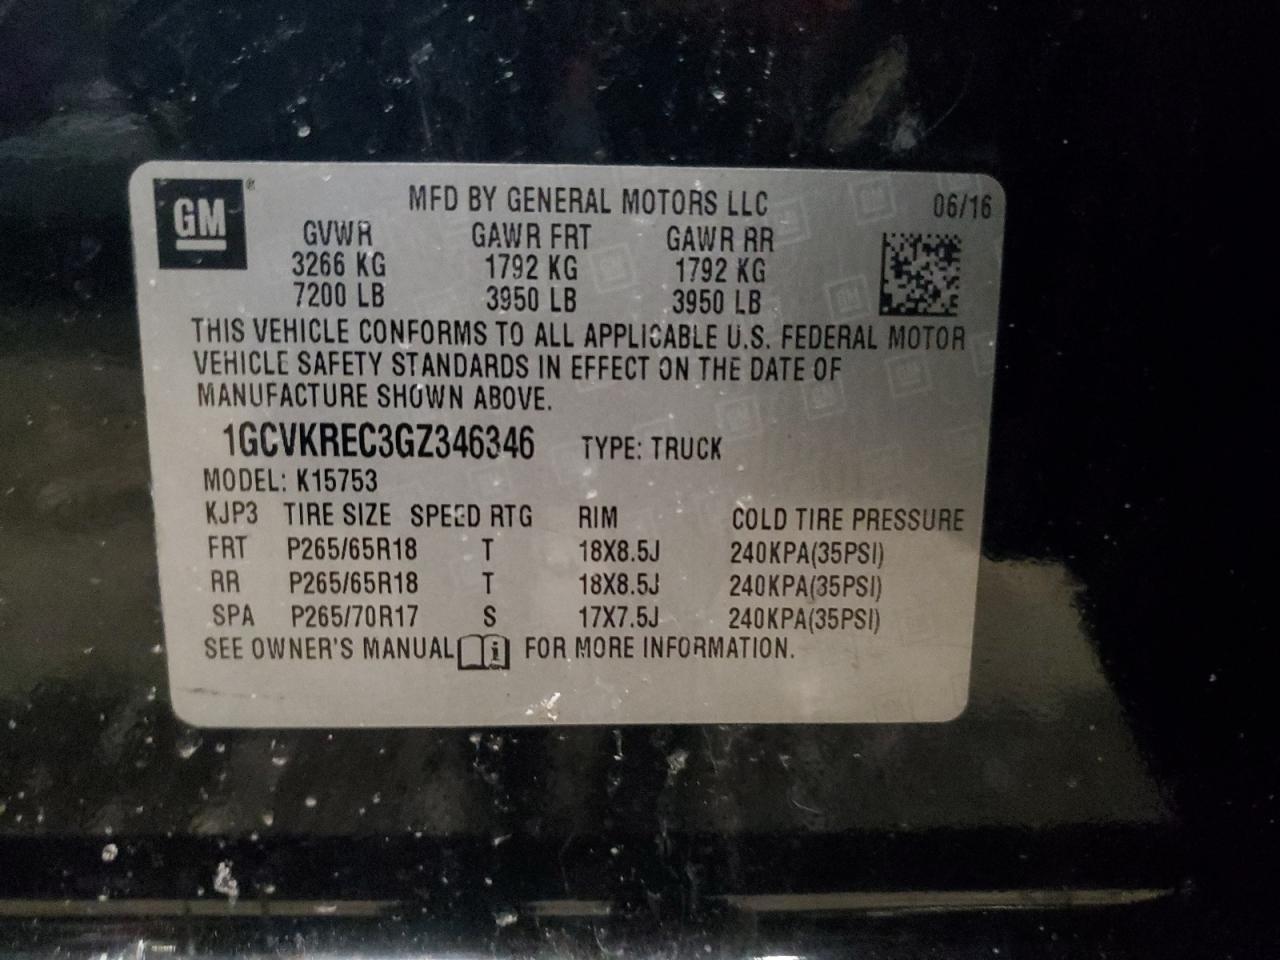 GM®
MFD BY GENERAL MOTORS LLC 06/16
GVWR GAWR FRT GAWR RR
3266 KG 1792 KG 1792 KG
7200 LB 3950 LB 3950 LB
THIS VEHICLE CONFORMS TO ALL APPLICABLE U.S. FEDERAL MOTOR
VEHICLE SAFETY STANDARDS IN EFFECT ON THE DATE OF
MANUFACTURE SHOWN ABOVE.
1GCVKREC3GZ346346 TYPE: TRUCK
MODEL: K15753
KJP3 TIRE SIZE SPEED RTG RIM COLD TIRE PRESSURE
FRT P265/65R18 T 18X8.5J 240KPA(35PSI)
RR P265/65R18 T 18X8.5J 240KPA(35PSI)
SPA P265/70R17 S 17X7.5J 240KPA(35PSI)
SEE OWNER'S MANUAL i FOR MORE INFORMATION.